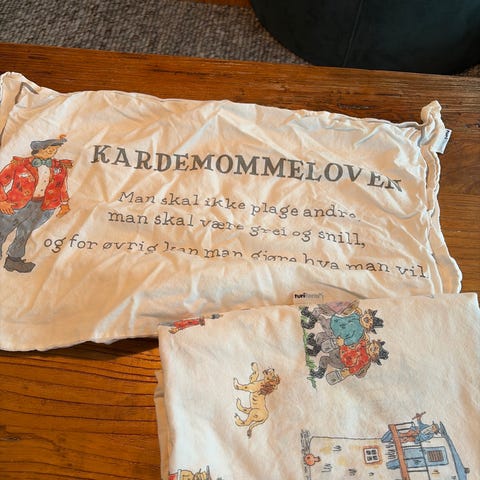 KARDEMOMMELOVEN
Man skal ikke plage andre,
man skal være grei og snill,
og for øvrig kan man gjøre hva man vil.
turi